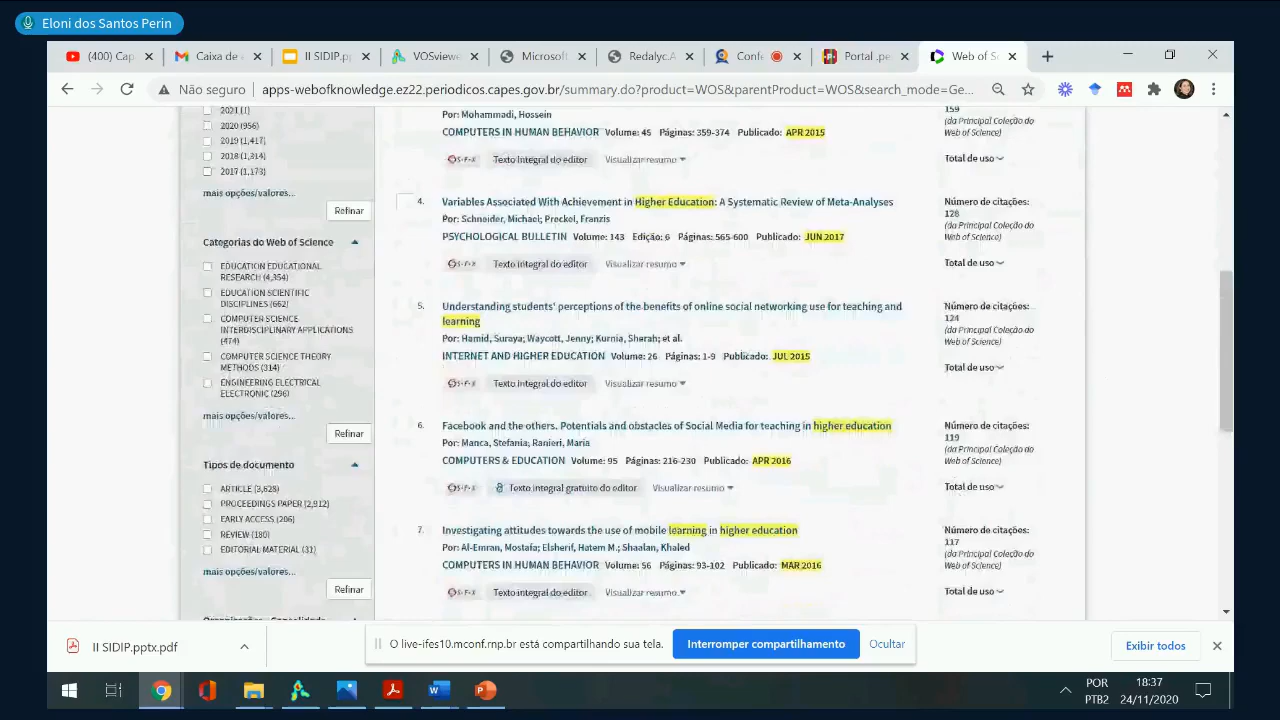 Eloni dos Santos Perin
(400) Cap
Caixa de
II SIDIP.p
VOSviewe
Microsoft
Redalyc.A
Confe
Portal .pe
Web of S
Não seguro
apps-webofknowledge.ez22.periodicos.capes.gov.br/summary.do?product=WOS&parentProduct=WOS&search_mode=Ge...
2021 (1)
2020 (956)
2019 (1,417)
2018 (1,314)
2017 (1,173)
mais opções/valores...
Refinar
Categorias do Web of Science
EDUCATION EDUCATIONAL
RESEARCH (4,354)
EDUCATION SCIENTIFIC
DISCIPLINES (662)
COMPUTER SCIENCE
INTERDISCIPLINARY APPLICATIONS
(474)
COMPUTER SCIENCE THEORY
METHODS (314)
ENGINEERING ELECTRICAL
ELECTRONIC (296)
mais opções/valores...
Refinar
Tipos de documento
ARTICLE (3,628)
PROCEEDINGS PAPER (2,912)
EARLY ACCESS (206)
REVIEW (180)
EDITORIAL MATERIAL (31)
mais opções/valores...
Refinar
Por: Mohammadi, Hossein
COMPUTERS IN HUMAN BEHAVIOR Volume: 45 Páginas: 359-374 Publicado: APR 2015
S-F-X Texto integral do editor Visualizar resumo
159
(da Principal Coleção do
Web of Science)
Total de uso
4. Variables Associated With Achievement in Higher Education: A Systematic Review of Meta-Analyses
Por: Schneider, Michael; Preckel, Franzis
PSYCHOLOGICAL BULLETIN Volume: 143 Edição: 6 Páginas: 565-600 Publicado: JUN 2017
S-F-X Texto integral do editor Visualizar resumo
Número de citações:
128
(da Principal Coleção do
Web of Science)
Total de uso
5. Understanding students' perceptions of the benefits of online social networking use for teaching and
learning
Por: Hamid, Suraya; Waycott, Jenny; Kurnia, Sherah; et al.
INTERNET AND HIGHER EDUCATION Volume: 26 Páginas: 1-9 Publicado: JUL 2015
S-F-X Texto integral do editor Visualizar resumo
Número de citações:
124
(da Principal Coleção do
Web of Science)
Total de uso
6. Facebook and the others. Potentials and obstacles of Social Media for teaching in higher education
Por: Manca, Stefania; Ranieri, Maria
COMPUTERS & EDUCATION Volume: 95 Páginas: 216-230 Publicado: APR 2016
S-F-X Texto integral gratuito do editor Visualizar resumo
Número de citações:
119
(da Principal Coleção do
Web of Science)
Total de uso
7. Investigating attitudes towards the use of mobile learning in higher education
Por: Al-Emran, Mostafa; Elsherif, Hatem M.; Shaalan, Khaled
COMPUTERS IN HUMAN BEHAVIOR Volume: 56 Páginas: 93-102 Publicado: MAR 2016
S-F-X Texto integral do editor Visualizar resumo
Número de citações:
117
(da Principal Coleção do
Web of Science)
Total de uso
II SIDIP.pptx.pdf
O live-ifes10.mconf.rnp.br está compartilhando sua tela.
Interromper compartilhamento
Ocultar
Exibir todos
POR
PTB2
18:37
24/11/2020